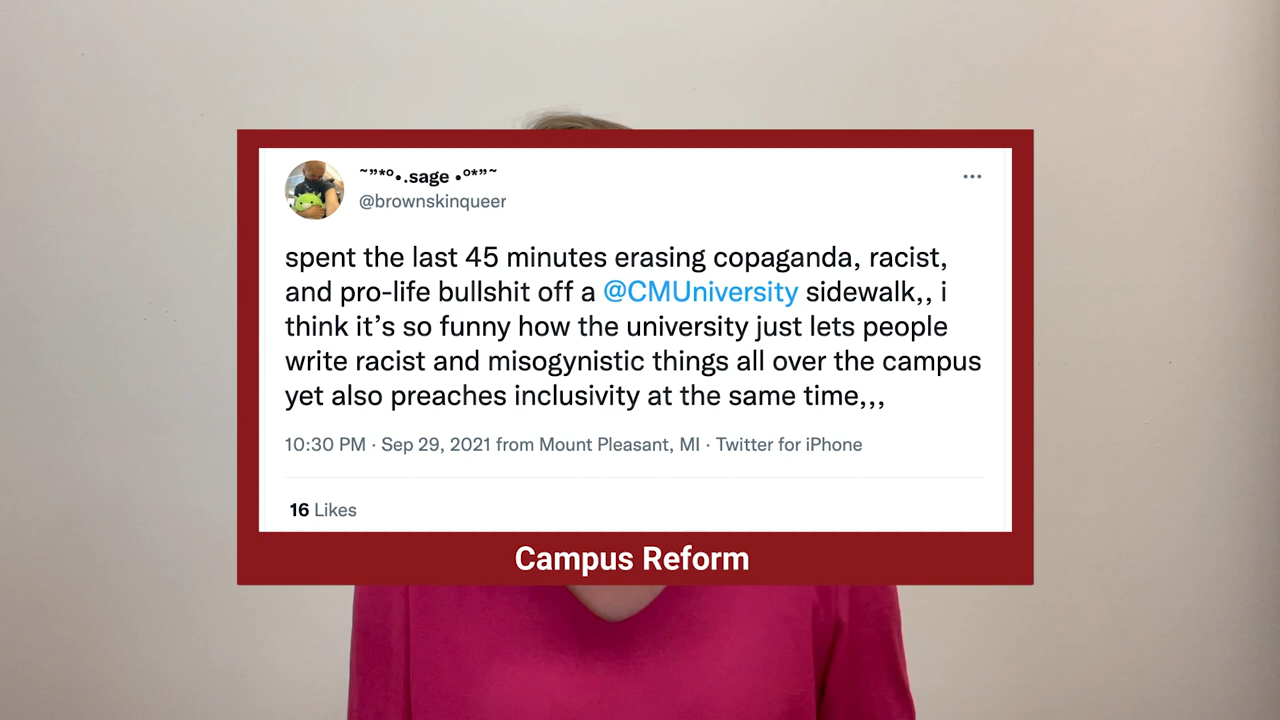 ~”*°•.sage •°*”~
@brownskinqueer
spent the last 45 minutes erasing copaganda, racist,
and pro-life bullshit off a @CMUniversity sidewalk,, i
think it’s so funny how the university just lets people
write racist and misogynistic things all over the campus
yet also preaches inclusivity at the same time,,,
10:30 PM · Sep 29, 2021 from Mount Pleasant, MI · Twitter for iPhone
16 Likes
Campus Reform